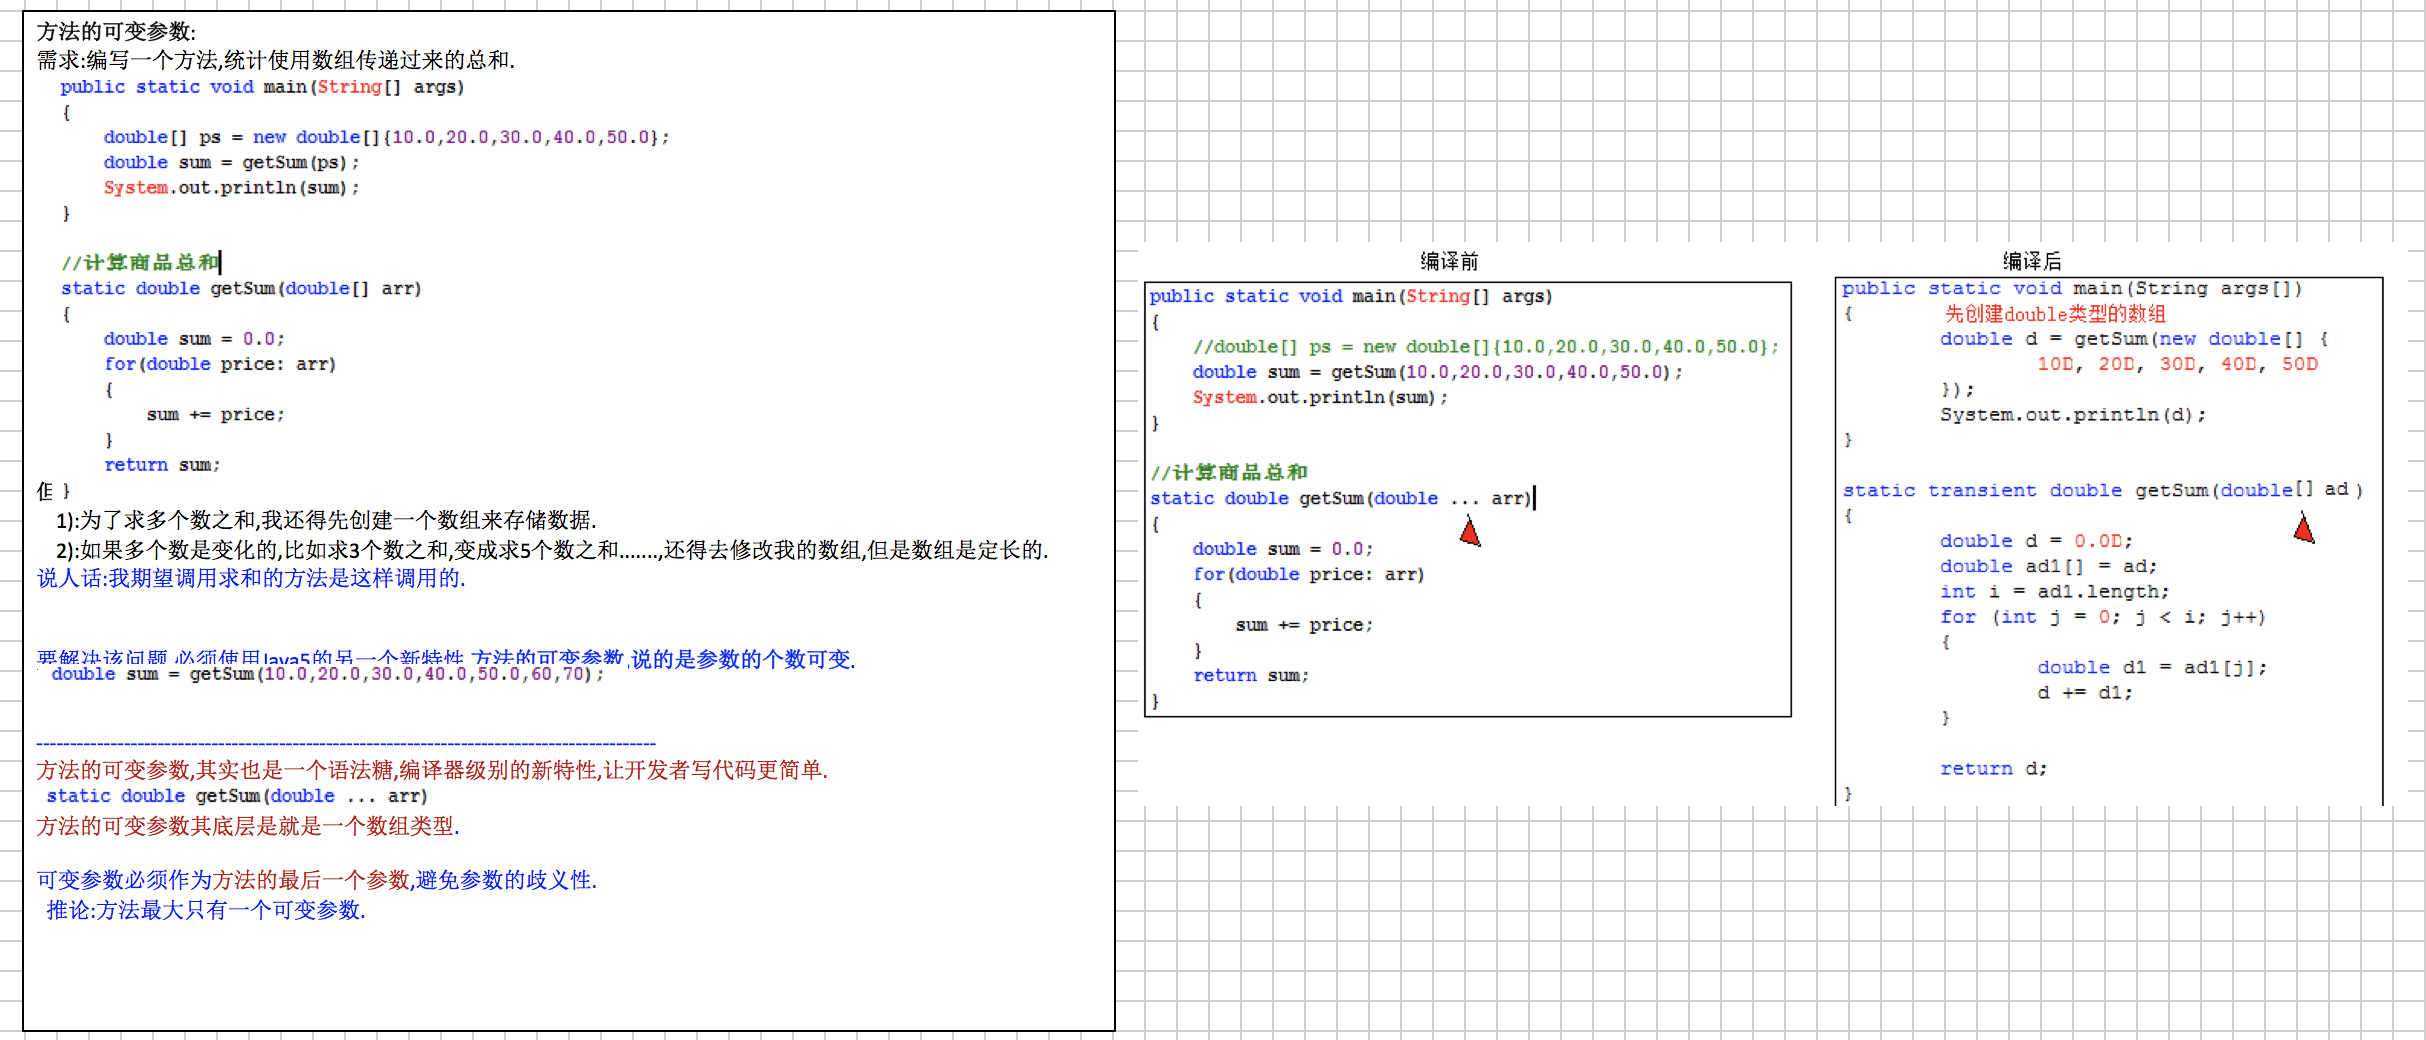 方法的可变参数:
需求:编写一个方法,统计使用数组传递过来的总和.
public static void main(String[] args)
{
double[] ps = new double[]{10.0,20.0,30.0,40.0,50.0};
double sum = getSum(ps);
System.out.println(sum);
}
//计算商品总和
static double getSum(double[] arr)
{
double sum = 0.0;
for(double price: arr)
{
sum += price;
}
return sum;
但 }
1):为了求多个数之和,我还得先创建一个数组来存储数据.
2):如果多个数是变化的,比如求3个数之和,变成求5个数之和.......,还得去修改我的数组,但是数组是定长的.
说人话:我期望调用求和的方法是这样调用的.
要解决该问题,必须使用Java5的另一个新特性,方法的可变参数,说的是参数的个数可变.
double sum = getSum(10.0,20.0,30.0,40.0,50.0,60,70);
--------------------------------------------------------------------------------------------
方法的可变参数,其实也是一个语法糖,编译器级别的新特性,让开发者写代码更简单.
static double getSum(double ... arr)
方法的可变参数其底层是就是一个数组类型.
可变参数必须作为方法的最后一个参数,避免参数的歧义性.
推论:方法最大只有一个可变参数.
编译前
public static void main(String[] args)
{
//double[] ps = new double[]{10.0,20.0,30.0,40.0,50.0};
double sum = getSum(10.0,20.0,30.0,40.0,50.0);
System.out.println(sum);
}
//计算商品总和
static double getSum(double ... arr)
{
double sum = 0.0;
for(double price: arr)
{
sum += price;
}
return sum;
}
编译后
public static void main(String args[])
{ 先创建double类型的数组
double d = getSum(new double[] {
10D, 20D, 30D, 40D, 50D
});
System.out.println(d);
}
static transient double getSum(double[] ad )
{
double d = 0.0D;
double ad1[] = ad;
int i = ad1.length;
for (int j = 0; j < i; j++)
{
double d1 = ad1[j];
d += d1;
}
return d;
}